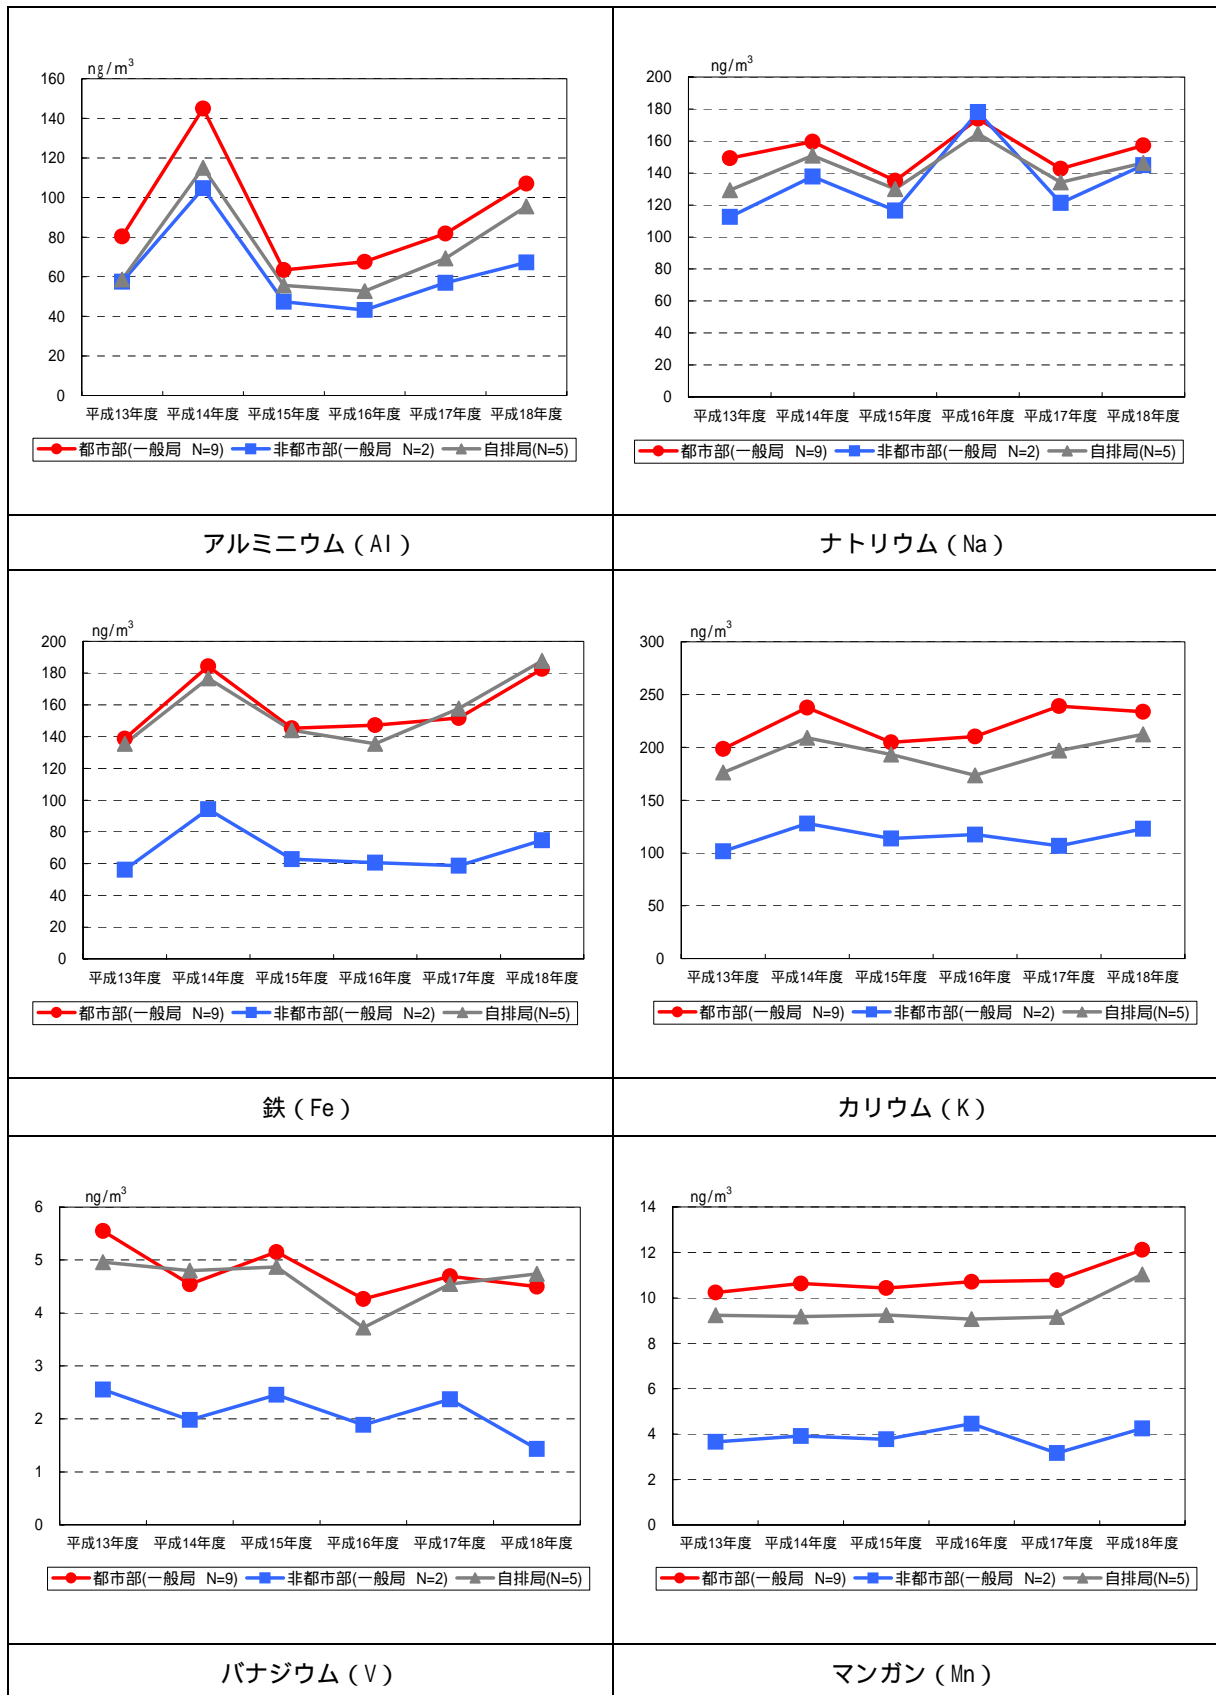 ng/m³
160
140
120
100
80
60
40
20
0
平成13年度 平成14年度 平成15年度 平成16年度 平成17年度 平成18年度
都市部(一般局 N=9) 非都市部(一般局 N=2) 自排局(N=5)
アルミニウム（Al）
ng/m³
200
180
160
140
120
100
80
60
40
20
0
平成13年度 平成14年度 平成15年度 平成16年度 平成17年度 平成18年度
都市部(一般局 N=9) 非都市部(一般局 N=2) 自排局(N=5)
ナトリウム（Na）
ng/m³
200
180
160
140
120
100
80
60
40
20
0
平成13年度 平成14年度 平成15年度 平成16年度 平成17年度 平成18年度
都市部(一般局 N=9) 非都市部(一般局 N=2) 自排局(N=5)
鉄（Fe）
ng/m³
300
250
200
150
100
50
0
平成13年度 平成14年度 平成15年度 平成16年度 平成17年度 平成18年度
都市部(一般局 N=9) 非都市部(一般局 N=2) 自排局(N=5)
カリウム（K）
ng/m³
6
5
4
3
2
1
0
平成13年度 平成14年度 平成15年度 平成16年度 平成17年度 平成18年度
都市部(一般局 N=9) 非都市部(一般局 N=2) 自排局(N=5)
バナジウム（V）
ng/m³
14
12
10
8
6
4
2
0
平成13年度 平成14年度 平成15年度 平成16年度 平成17年度 平成18年度
都市部(一般局 N=9) 非都市部(一般局 N=2) 自排局(N=5)
マンガン（Mn）